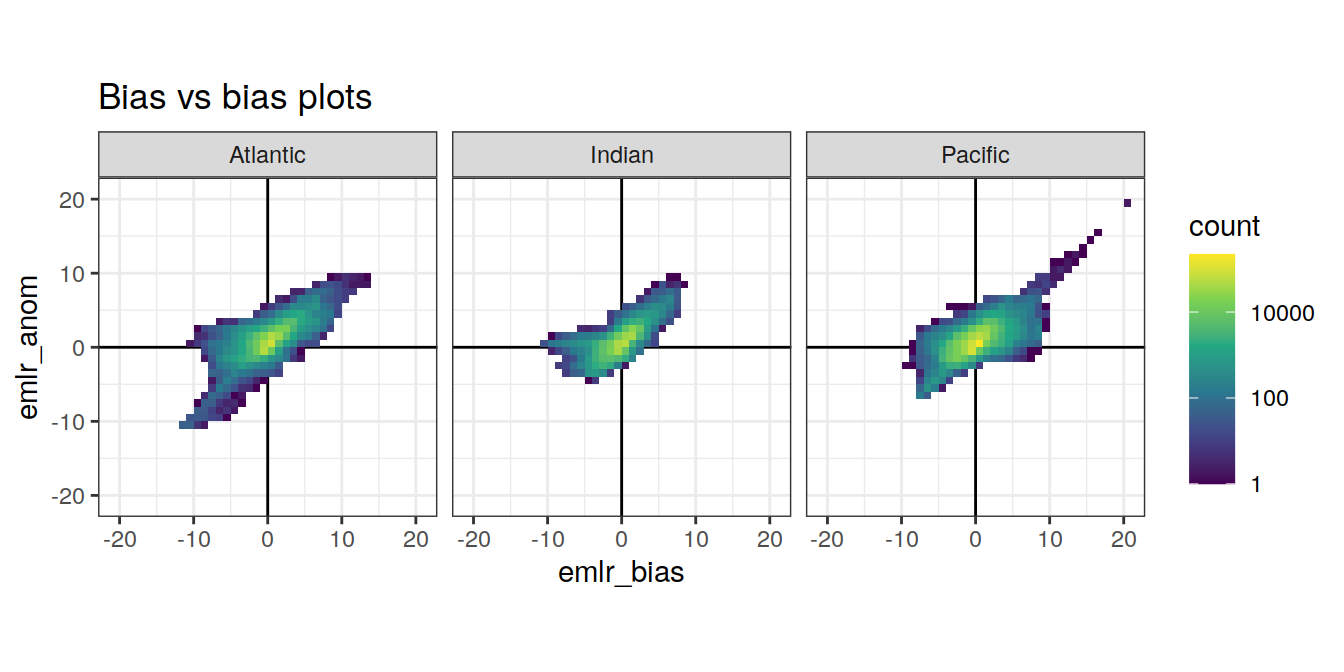 Bias vs bias plots
Atlantic Indian Pacific
count
20
10
0
-10
-20
10000
100
1
-20 -10 0 10 20 -20 -10 0 10 20 -20 -10 0 10 20
emlr_anom
emlr_bias